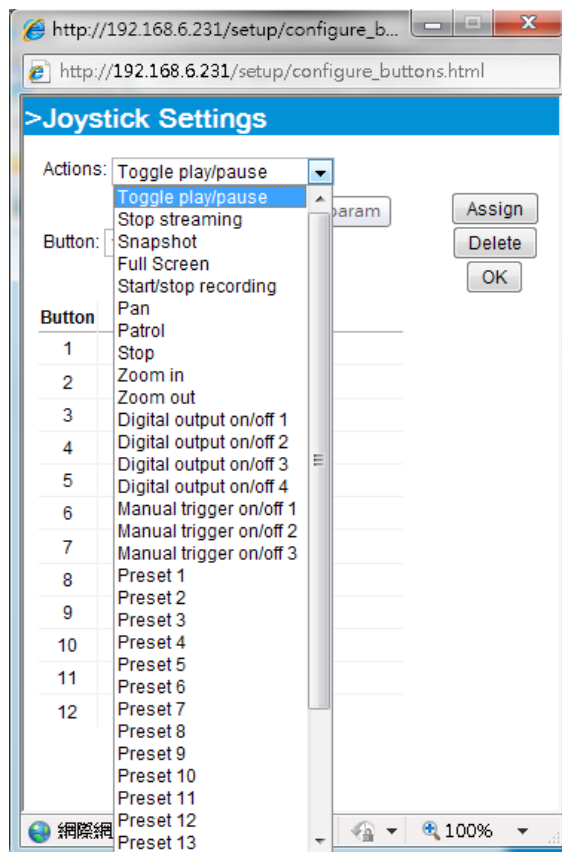 http://192.168.6.231/setup/configure_b...
http://192.168.6.231/setup/configure_buttons.html
>Joystick Settings
Actions: Toggle play/pause
Toggle play/pause
Stop streaming
param
Assign
Button:
Snapshot
Delete
Full Screen
OK
Start/stop recording
Button
Pan
Patrol
1
Stop
2
Zoom in
Zoom out
3
Digital output on/off 1
4
Digital output on/off 2
Digital output on/off 3
5
Digital output on/off 4
6
Manual trigger on/off 1
Manual trigger on/off 2
7
Manual trigger on/off 3
8
Preset 1
Preset 2
9
Preset 3
10
Preset 4
Preset 5
11
Preset 6
12
Preset 7
Preset 8
Preset 9
Preset 10
Preset 11
Preset 12
網際網
100%
Preset 13